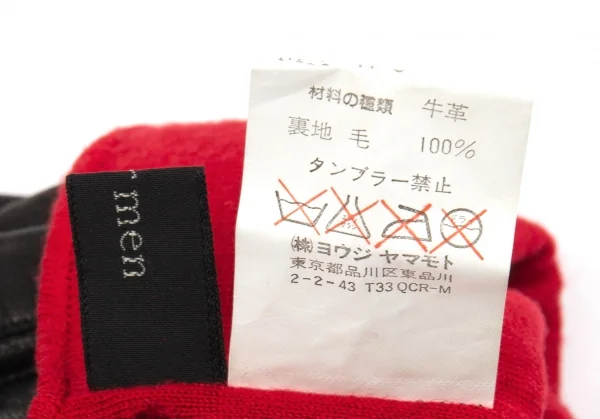 材料の種類 牛革
裏地 毛 100%
タンブラー禁止
㈱ヨウジ ヤマモト
東京都品川区東品川
2-2-43 T33QCR-M
men